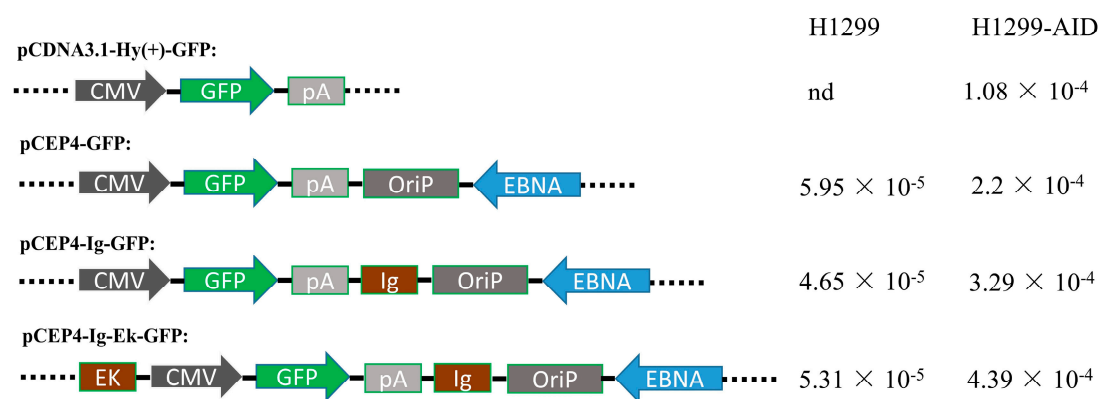 H1299 H1299-AID
pCDNA3.1-Hy(+)-GFP:
CMV GFP pA nd 1.08 × 10⁻⁴
pCEP4-GFP:
CMV GFP pA OriP EBNA 5.95 × 10⁻⁵ 2.2 × 10⁻⁴
pCEP4-Ig-GFP:
CMV GFP pA Ig OriP EBNA 4.65 × 10⁻⁵ 3.29 × 10⁻⁴
pCEP4-Ig-Ek-GFP:
EK CMV GFP pA Ig OriP EBNA 5.31 × 10⁻⁵ 4.39 × 10⁻⁴